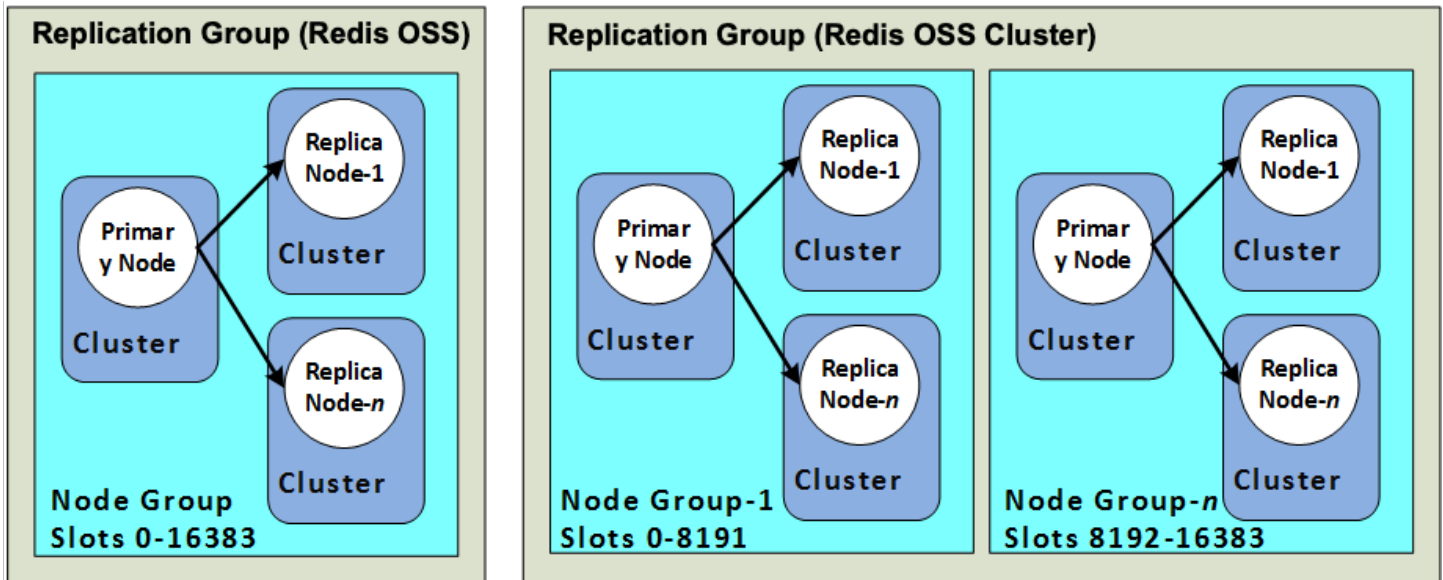 Replication Group (Redis OSS)
Replica
Node-1
Cluster
Primar
y Node
Cluster
Replica
Node-n
Cluster
Node Group
Slots 0-16383
Replication Group (Redis OSS Cluster)
Replica
Node-1
Cluster
Primar
y Node
Cluster
Replica
Node-n
Cluster
Node Group-1
Slots 0-8191
Replica
Node-1
Cluster
Primar
y Node
Cluster
Replica
Node-n
Cluster
Node Group-n
Slots 8192-16383